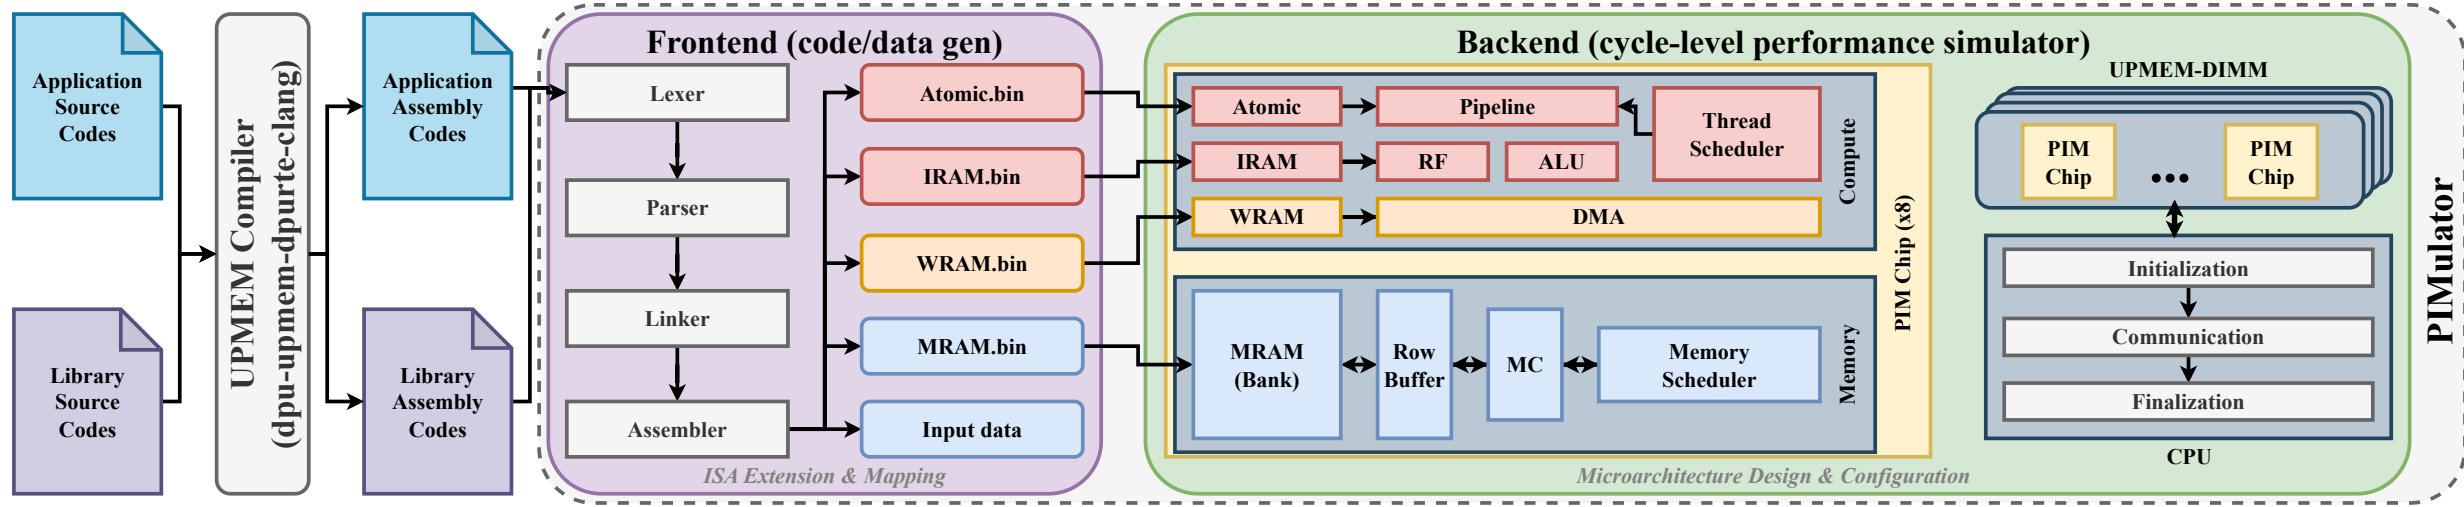 Application
Source
Codes
Library
Source
Codes
UPMEM Compiler
(dpu-upmem-dpurte-clang)
Application
Assembly
Codes
Library
Assembly
Codes
Frontend (code/data gen)
Lexer
Parser
Linker
Assembler
Atomic.bin
IRAM.bin
WRAM.bin
MRAM.bin
Input data
ISA Extension & Mapping
Backend (cycle-level performance simulator)
Atomic
Pipeline
Thread
Scheduler
IRAM
RF
ALU
WRAM
DMA
Compute
MRAM
(Bank)
Row
Buffer
MC
Memory
Scheduler
Memory
PIM Chip (x8)
UPMEM-DIMM
PIM
Chip
•••
PIM
Chip
Initialization
Communication
Finalization
CPU
Microarchitecture Design & Configuration
PIMulator